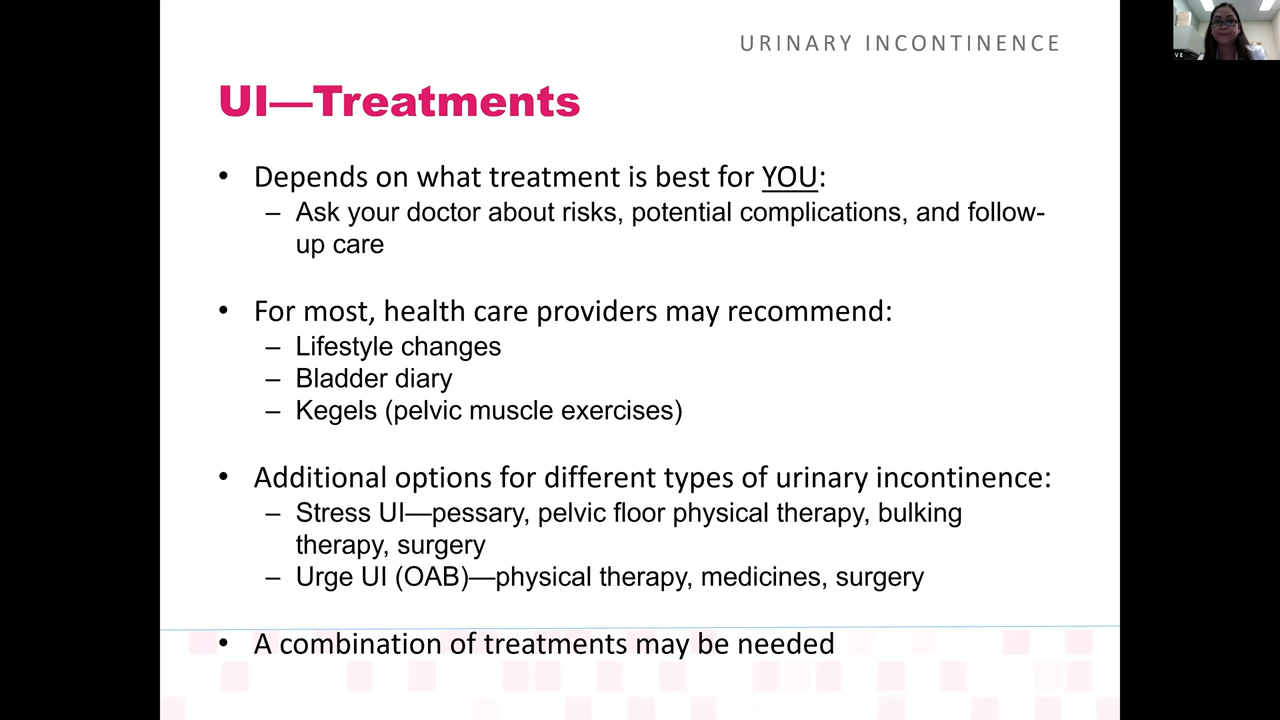 URINARY INCONTINENCE
UI—Treatments
• Depends on what treatment is best for YOU:
– Ask your doctor about risks, potential complications, and follow-
up care
• For most, health care providers may recommend:
– Lifestyle changes
– Bladder diary
– Kegels (pelvic muscle exercises)
• Additional options for different types of urinary incontinence:
– Stress UI—pessary, pelvic floor physical therapy, bulking
therapy, surgery
– Urge UI (OAB)—physical therapy, medicines, surgery
• A combination of treatments may be needed